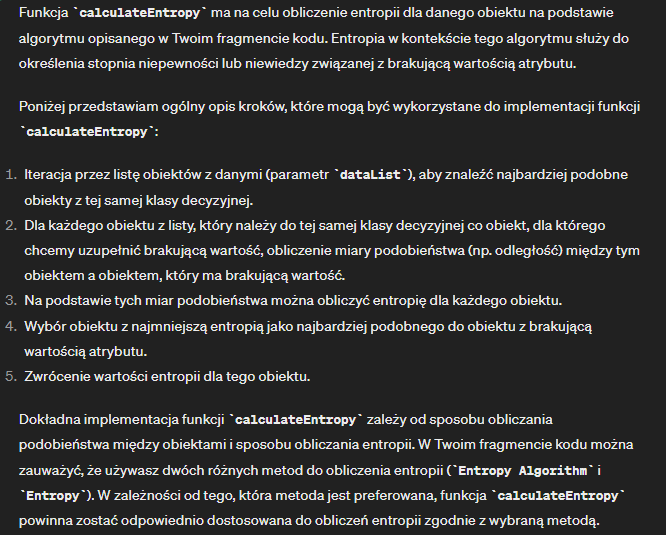 Funkcja `calculateEntropy` ma na celu obliczenie entropii dla danego obiektu na podstawie
algorytmu opisanego w Twoim fragmencie kodu. Entropia w kontekście tego algorytmu służy do
określenia stopnia niepewności lub niewiedzy związanej z brakującą wartością atrybutu.
Poniżej przedstawiam ogólny opis kroków, które mogą być wykorzystane do implementacji funkcji
`calculateEntropy`:
1. Iteracja przez listę obiektów z danymi (parametr `dataList`), aby znaleźć najbardziej podobne
obiekty z tej samej klasy decyzyjnej.
2. Dla każdego obiektu z listy, który należy do tej samej klasy decyzyjnej co obiekt, dla którego
chcemy uzupełnić brakującą wartość, obliczenie miary podobieństwa (np. odległość) między tym
obiektem a obiektem, który ma brakującą wartość.
3. Na podstawie tych miar podobieństwa można obliczyć entropię dla każdego obiektu.
4. Wybór obiektu z najmniejszą entropią jako najbardziej podobnego do obiektu z brakującą
wartością atrybutu.
5. Zwrócenie wartości entropii dla tego obiektu.
Dokładna implementacja funkcji `calculateEntropy` zależy od sposobu obliczania
podobieństwa między obiektami i sposobu obliczania entropii. W Twoim fragmencie kodu można
zauważyć, że używasz dwóch różnych metod do obliczenia entropii (`Entropy Algorithm` i
`Entropy`). W zależności od tego, która metoda jest preferowana, funkcja `calculateEntropy`
powinna zostać odpowiednio dostosowana do obliczeń entropii zgodnie z wybraną metodą.